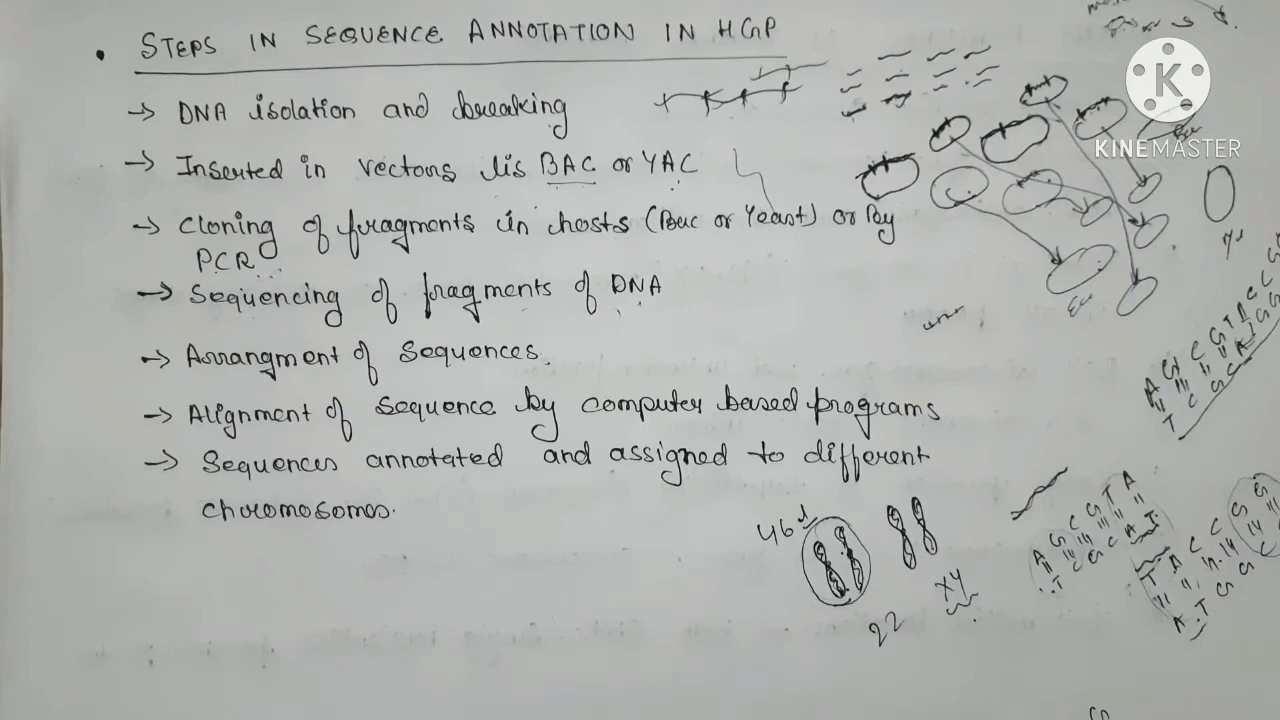 • STEPS IN SEQUENCE ANNOTATION IN HGP
→ DNA isolation and breaking
→ Inserted in vectors lis BAC or YAC
→ Cloning of fragments in hosts (Bac or Yeast) or By
PCR
→ Sequencing of fragments of DNA
→ Arrangment of Sequences.
→ Alignment of Sequence by computer based programs
→ Sequences annotated and assigned to different
chromosomes.
K
KINEMASTER
46
22
XY
A G C G T A
T C G C A T
T A C C G G
A T G G
A G C G T A C C G
T C G C A T G G